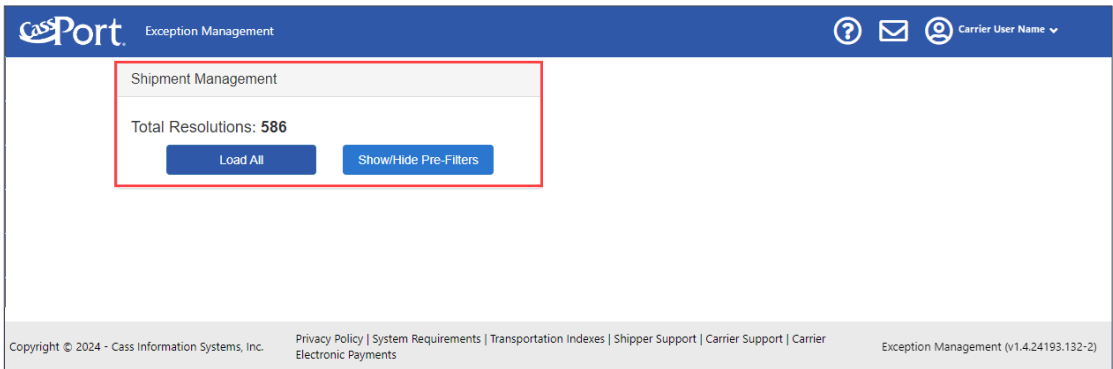 CassPort. Exception Management Carrier User Name
Shipment Management
Total Resolutions: 586
Load All Show/Hide Pre-Filters
Copyright © 2024 - Cass Information Systems, Inc.
Privacy Policy | System Requirements | Transportation Indexes | Shipper Support | Carrier Support | Carrier
Electronic Payments
Exception Management (v1.4.24193.132-2)